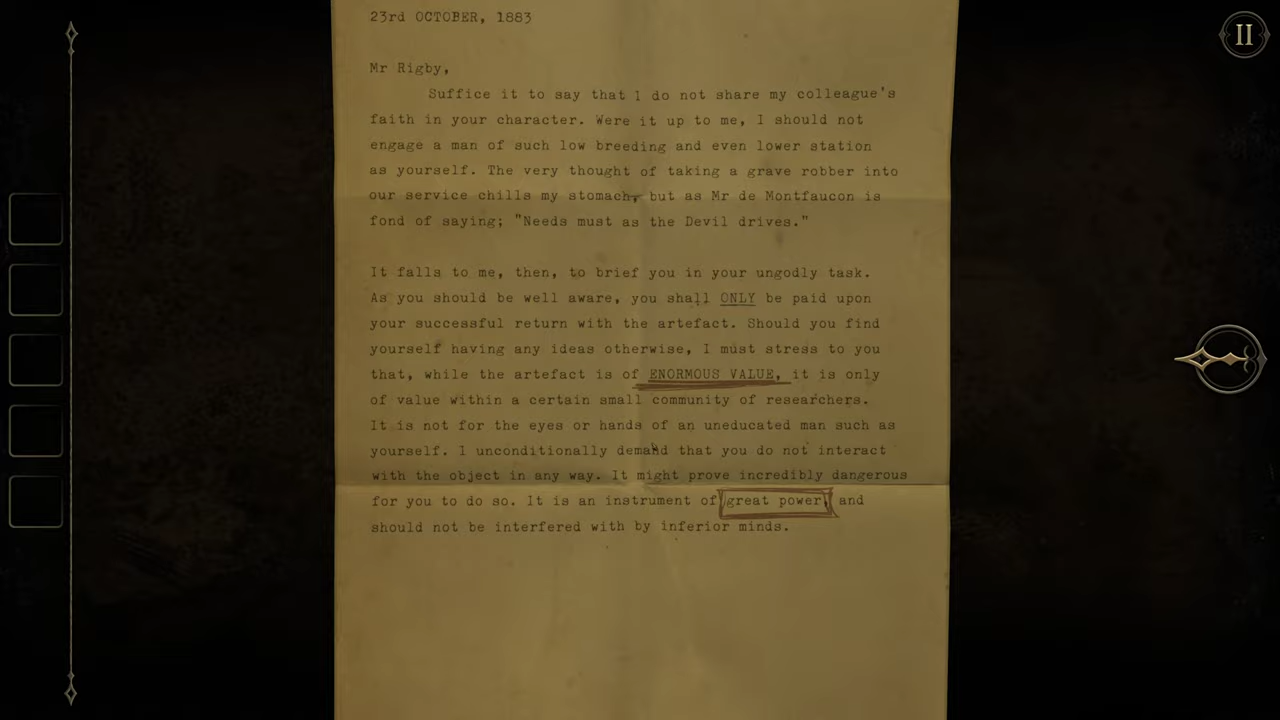 23rd OCTOBER, 1883
Mr Rigby,
Suffice it to say that I do not share my colleague's
faith in your character. Were it up to me, I should not
engage a man of such low breeding and even lower station
as yourself. The very thought of taking a grave robber into
our service chills my stomach, but as Mr de Montfaucon is
fond of saying; "Needs must as the Devil drives."
It falls to me, then, to brief you in your ungodly task.
As you should be well aware, you shall ONLY be paid upon
your successful return with the artefact. Should you find
yourself having any ideas otherwise, I must stress to you
that, while the artefact is of ENORMOUS VALUE, it is only
of value within a certain small community of researchers.
It is not for the eyes or hands of an uneducated man such as
yourself. I unconditionally demand that you do not interact
with the object in any way. It might prove incredibly dangerous
for you to do so. It is an instrument of great power, and
should not be interfered with by inferior minds.